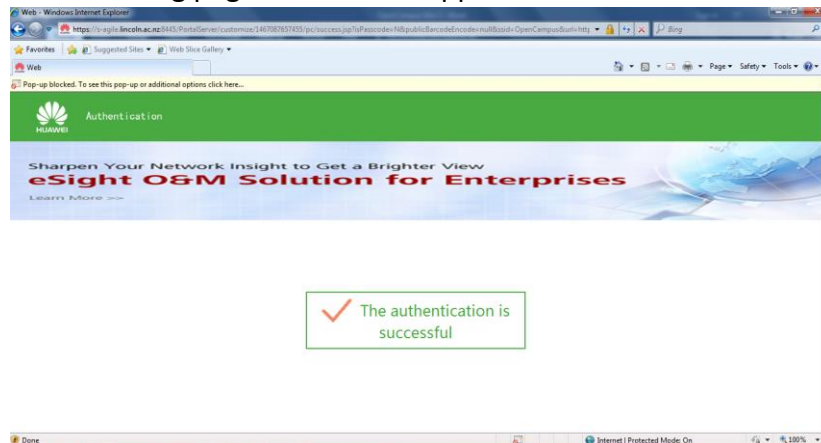 Web - Windows Internet Explorer
https://s-agile.lincoln.ac.nz:8445/PortalServer/customize/1467087657455/pc/success.jsp?isPasscode=N&publicBarcodeEncode=null&ssid=OpenCampus&url=http
Bing
Favorites Suggested Sites Web Slice Gallery
Web
Page Safety Tools
Pop-up blocked. To see this pop-up or additional options click here...
HUAWEI
Authentication
Sharpen Your Network Insight to Get a Brighter View
eSight O&M Solution for Enterprises
Learn More >>
The authentication is
successful
Done
Internet | Protected Mode: On
100%